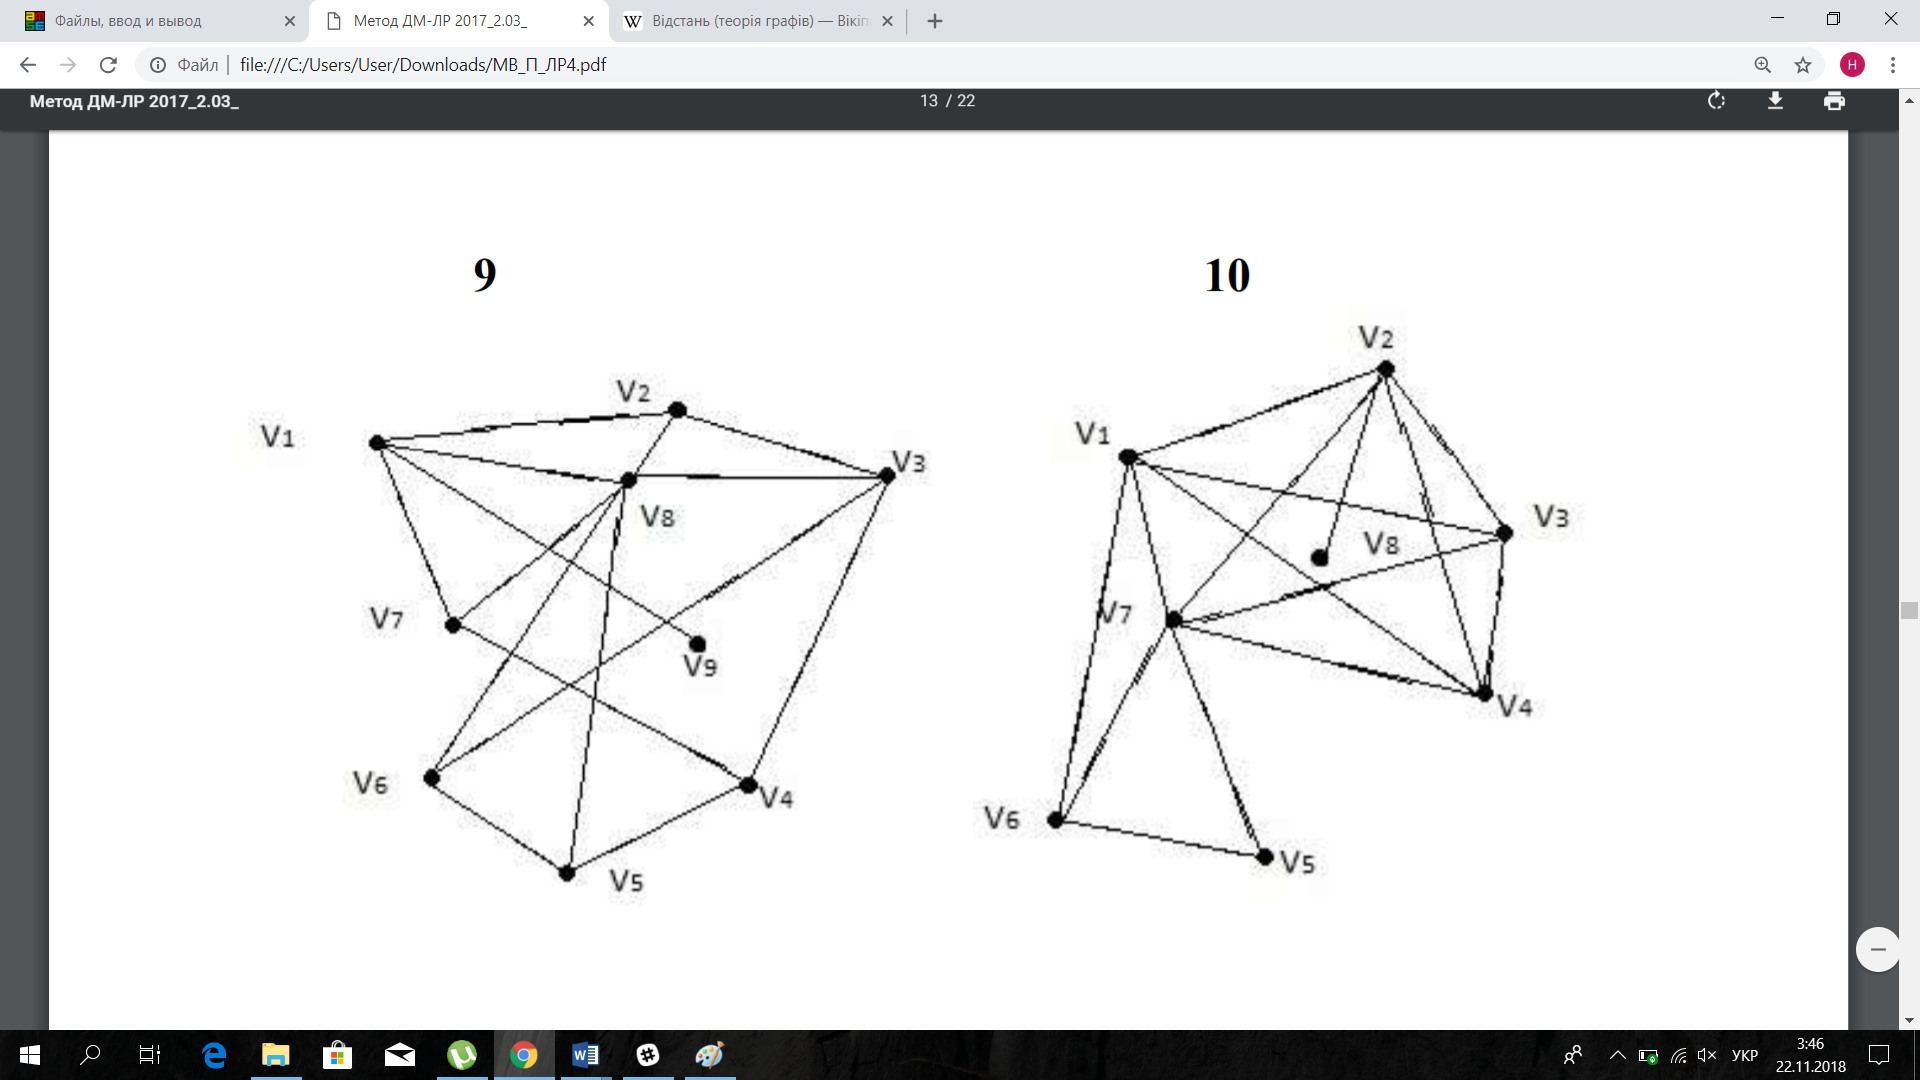 Файлы, ввод и вывод
Метод ДМ-ЛР 2017_2.03_
W Відстань (теорія графів) — Вікіп
Файл file:///C:/Users/User/Downloads/МВ_П_ЛР4.pdf
H
Метод ДМ-ЛР 2017_2.03_
13 / 22
9
V1
V2
V3
V8
V7
V9
V6
V4
V5
10
V2
V1
V3
V8
V7
V4
V6
V5
УКР
3:46
22.11.2018